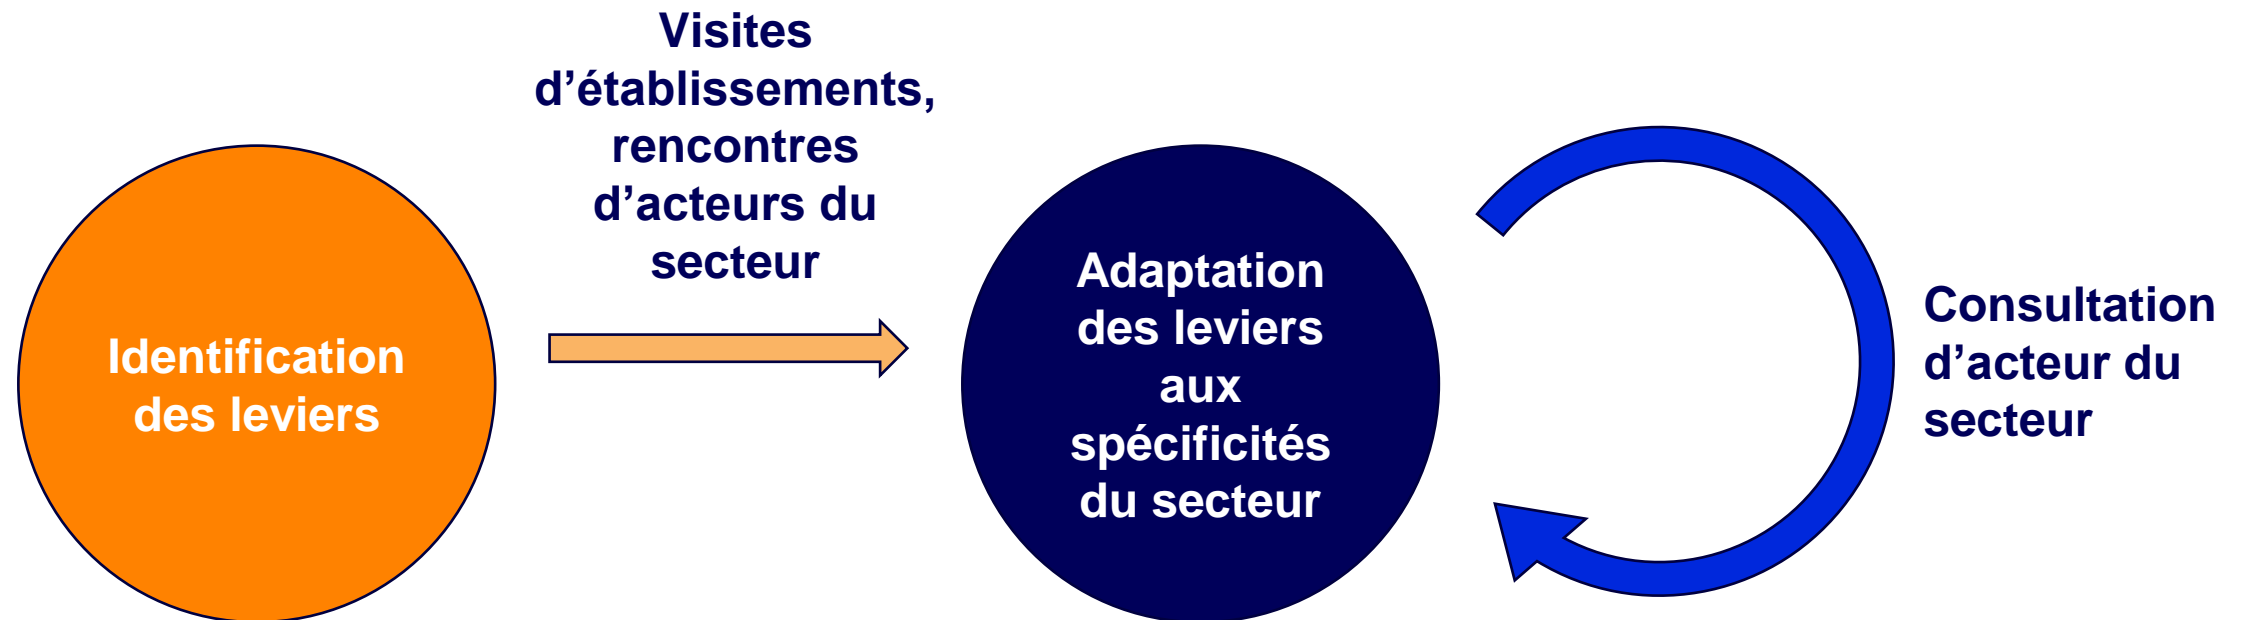 Visites
d’établissements,
rencontres
d’acteurs du
secteur
Identification
des leviers
Adaptation
des leviers
aux
spécificités
du secteur
Consultation
d’acteur du
secteur